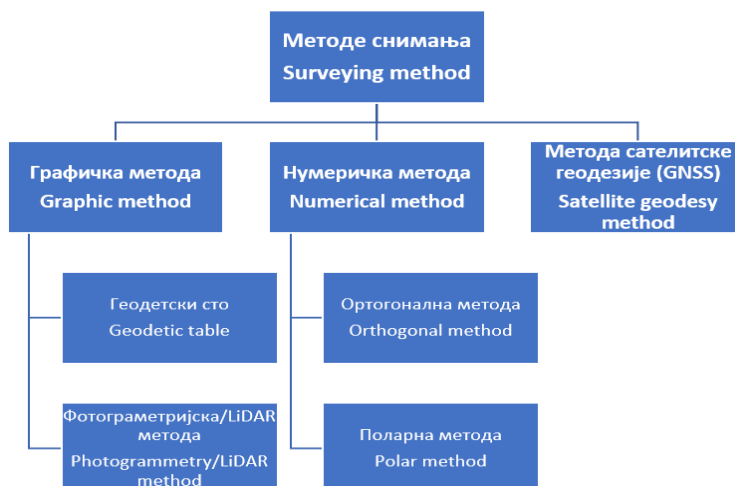 Методе снимања
Surveying method
Графичка метода
Graphic method
Нумеричка метода
Numerical method
Метода сателитске
геодезије (GNSS)
Satellite geodesy
method
Геодетски сто
Geodetic table
Ортогонална метода
Orthogonal method
Фотограметријска/LiDAR
метода
Photogrammetry/LiDAR
method
Поларна метода
Polar method